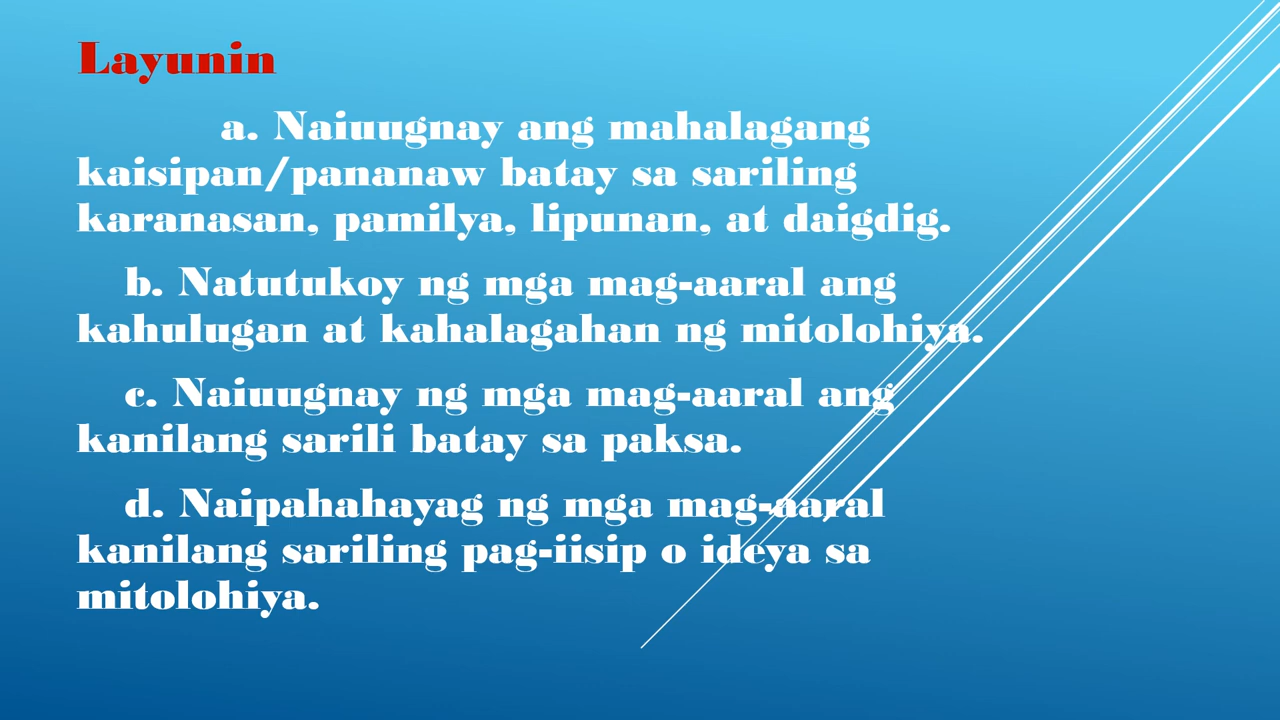 Layunin
a. Naiuugnay ang mahalagang
kaisipan/pananaw batay sa sariling
karanasan, pamilya, lipunan, at daigdig.
b. Natutukoy ng mga mag-aaral ang
kahulugan at kahalagahan ng mitolohiya.
c. Naiuugnay ng mga mag-aaral ang
kanilang sarili batay sa paksa.
d. Naipahahayag ng mga mag-aaral
kanilang sariling pag-iisip o ideya sa
mitolohiya.